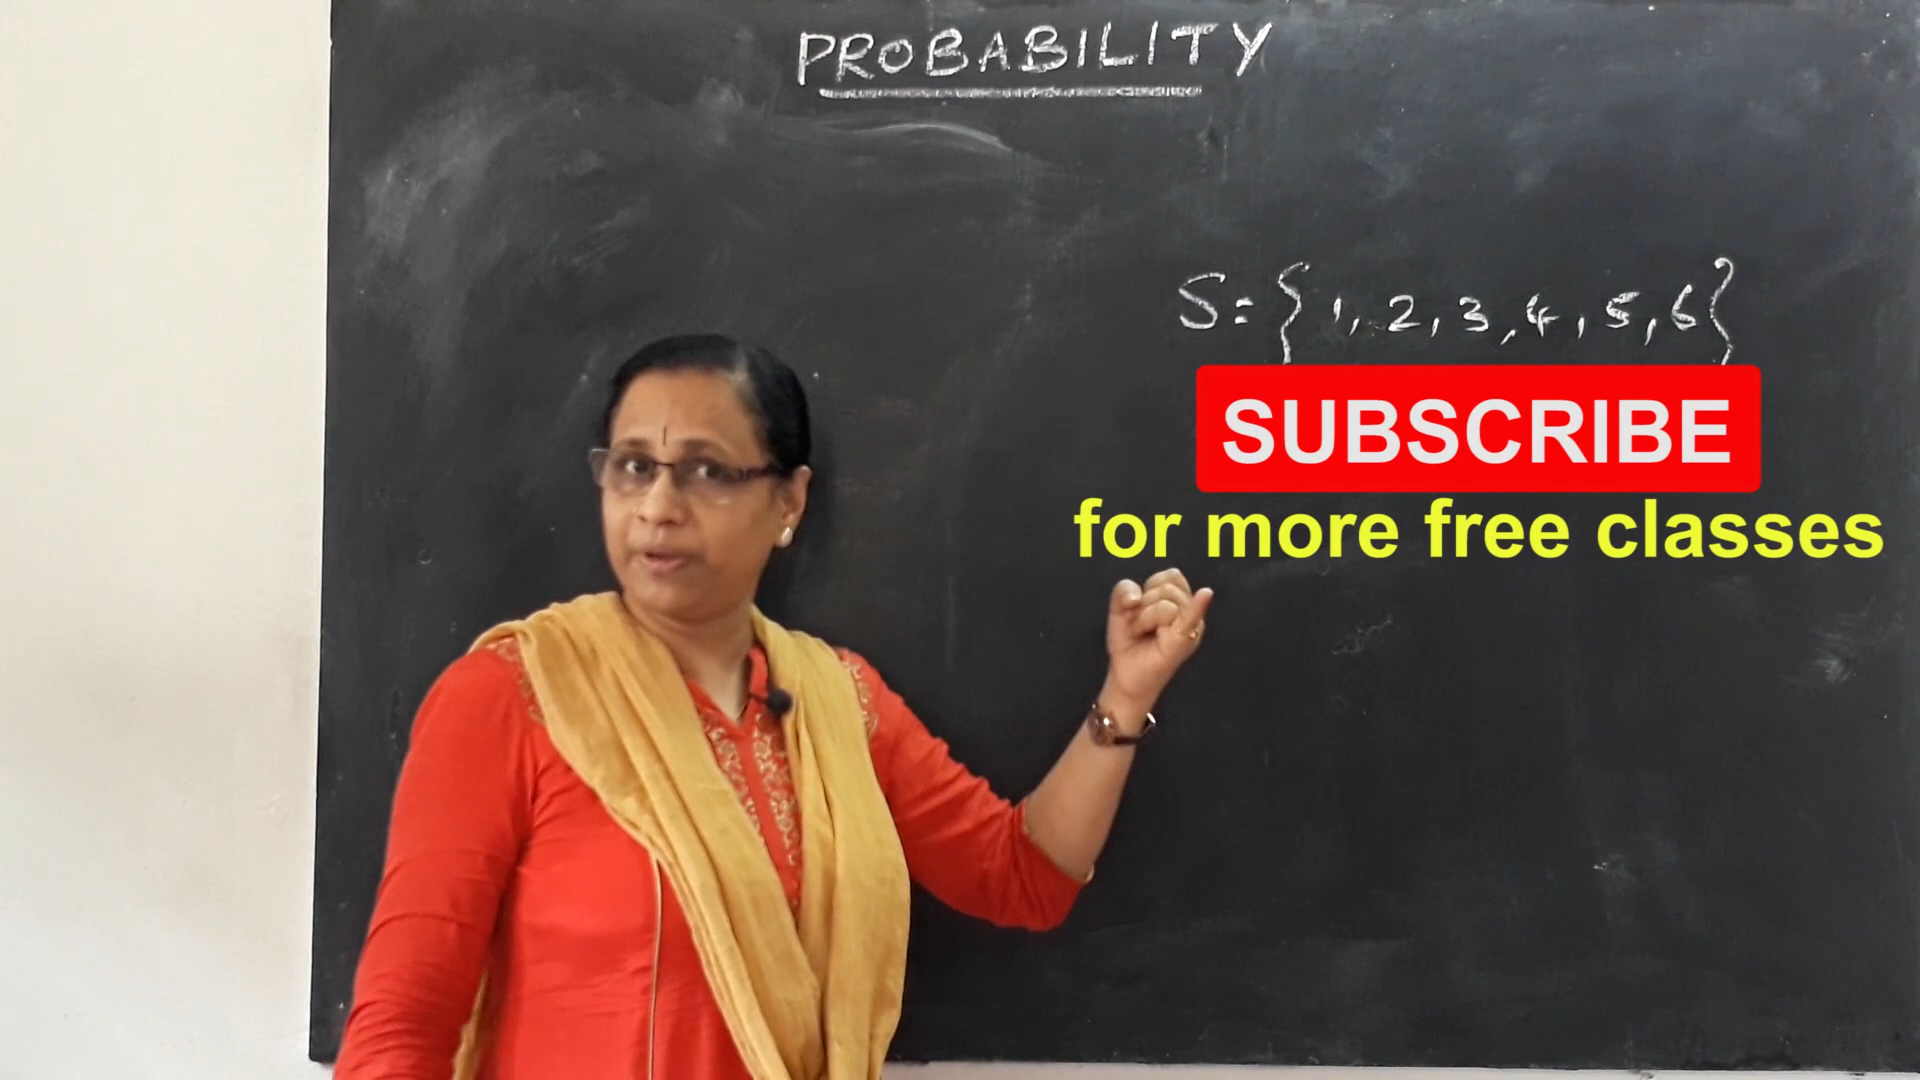 PROBABILITY
S = {1, 2, 3, 4, 5, 6}
SUBSCRIBE
for more free classes